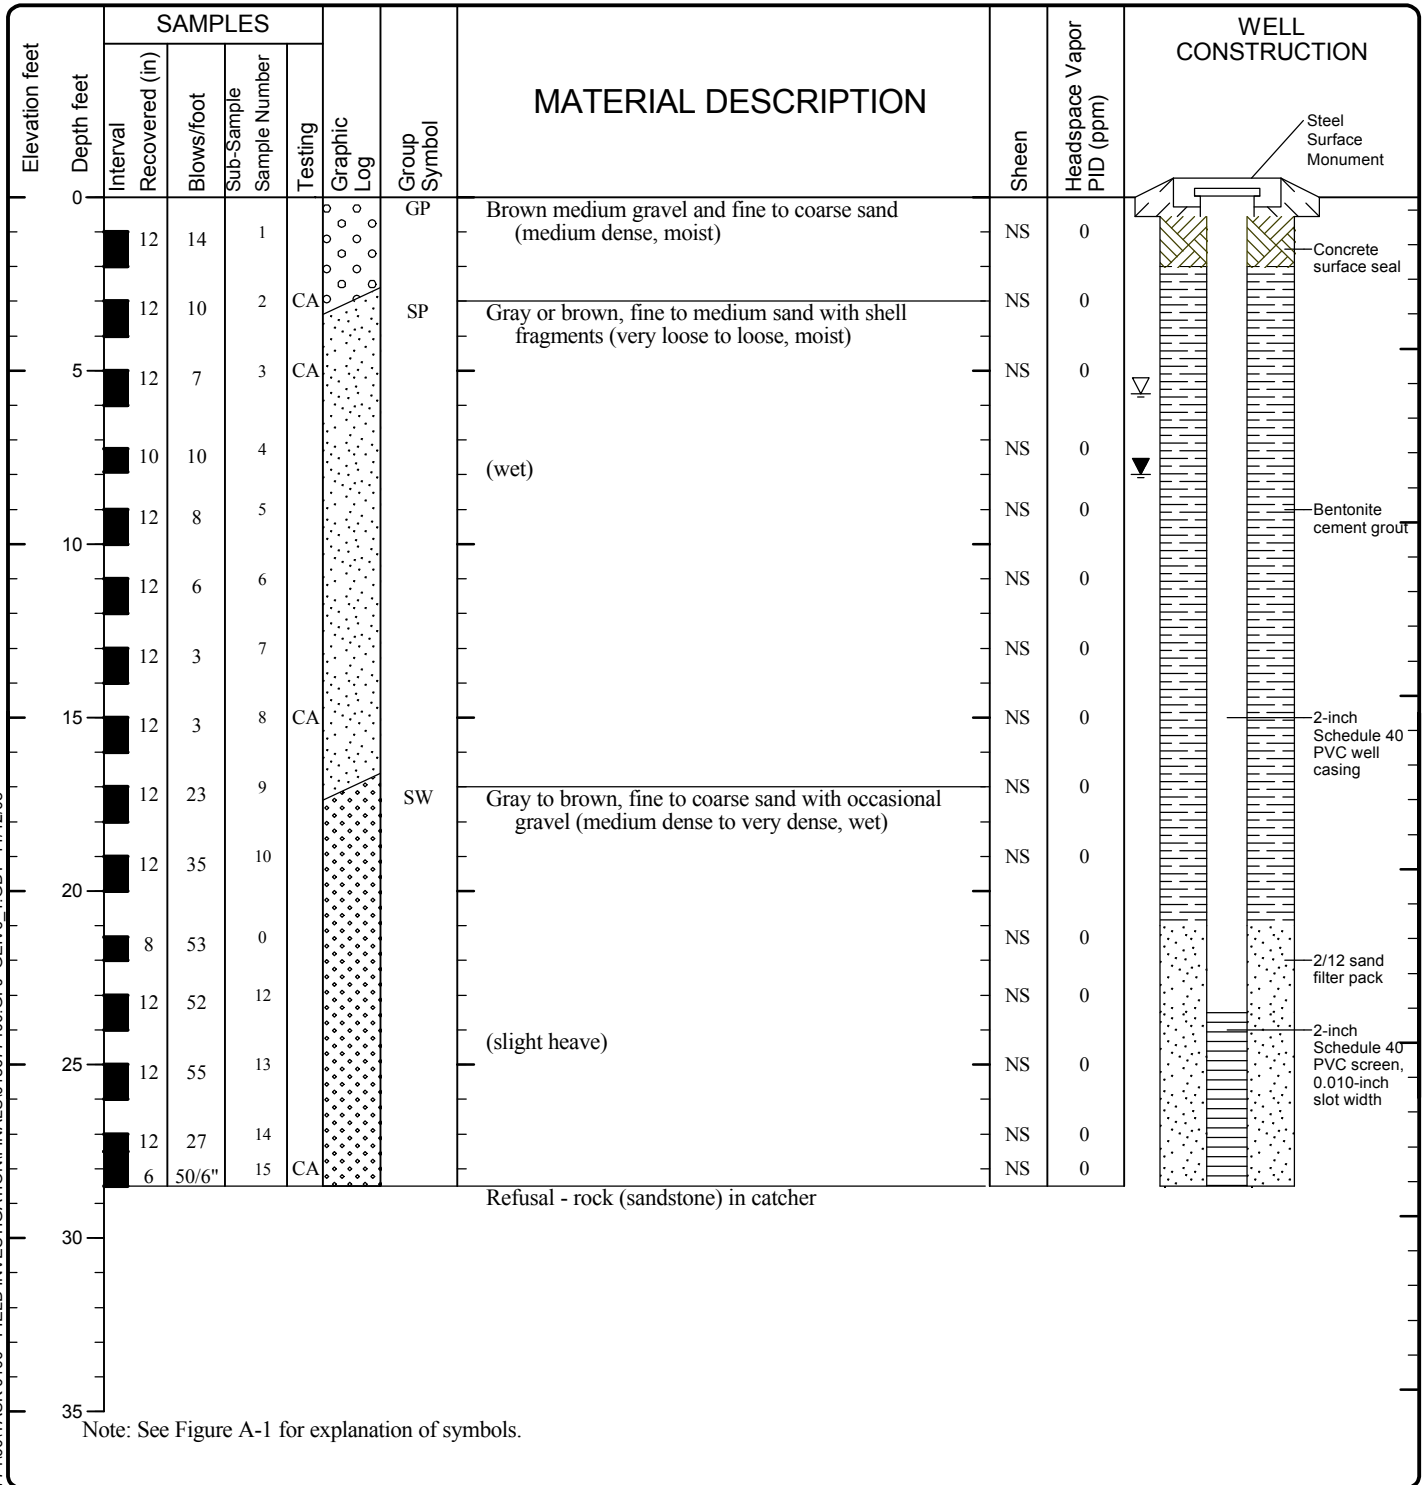 SAMPLES
Elevation feet
Depth feet
Interval
Recovered (in)
Blows/foot
Sub-Sample
Sample Number
Testing
Graphic
Log
Group
Symbol
MATERIAL DESCRIPTION
Sheen
Headspace Vapor
PID (ppm)
WELL
CONSTRUCTION
Steel
Surface
Monument
0
GP
Brown medium gravel and fine to coarse sand
(medium dense, moist)
12 14 1 NS 0
Concrete
surface seal
12 10 2 CA NS 0
SP
Gray or brown, fine to medium sand with shell
fragments (very loose to loose, moist)
5
12 7 3 CA NS 0
10 10 4 NS 0
(wet)
12 8 5 NS 0
Bentonite
cement grout
10
12 6 6 NS 0
12 3 7 NS 0
15
12 3 8 CA NS 0
2-inch
Schedule 40
PVC well
casing
12 23 9 NS 0
SW
Gray to brown, fine to coarse sand with occasional
gravel (medium dense to very dense, wet)
12 35 10 NS 0
20
8 53 0 NS 0
2/12 sand
filter pack
12 52 12 NS 0
(slight heave)
2-inch
Schedule 40
PVC screen,
0.010-inch
slot width
25
12 55 13 NS 0
12 27 14 NS 0
6 50/6" 15 CA NS 0
Refusal - rock (sandstone) in catcher
30
35
Note: See Figure A-1 for explanation of symbols.